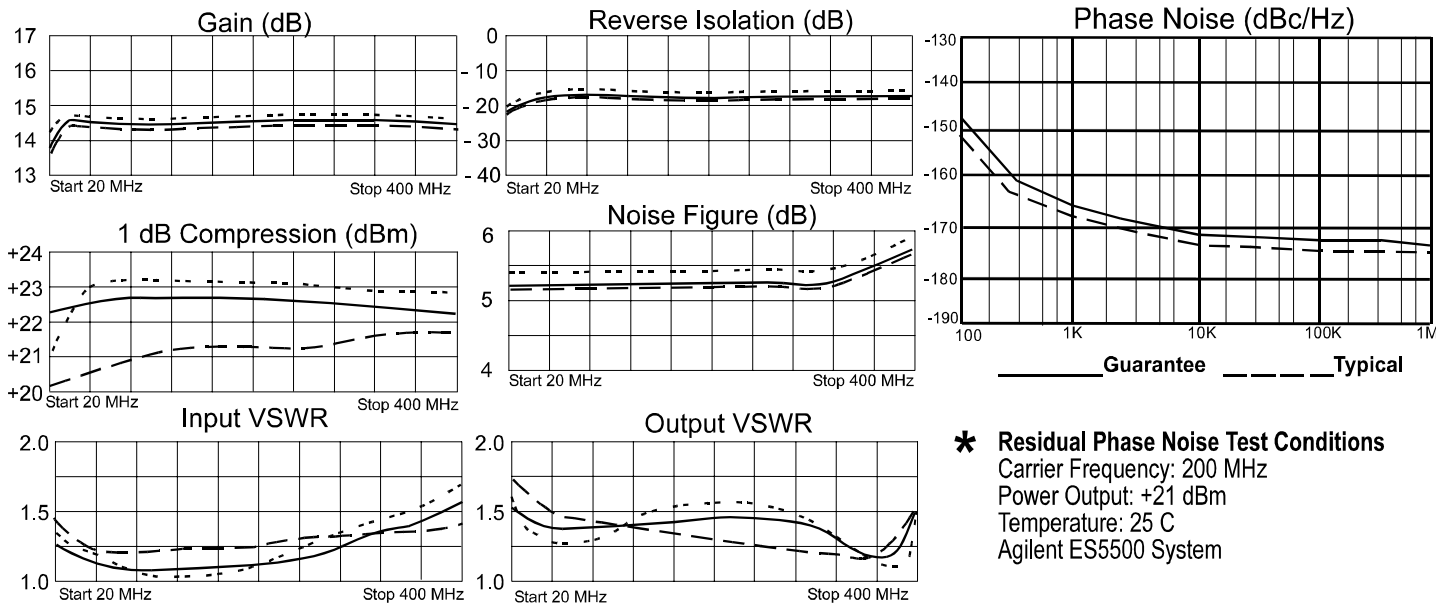 Gain (dB)
17
16
15
14
13
Start 20 MHz
Stop 400 MHz
Reverse Isolation (dB)
0
- 10
- 20
- 30
- 40
Start 20 MHz
Stop 400 MHz
Phase Noise (dBc/Hz)
-130
-140
-150
-160
-170
-180
-190
100
1K
10K
100K
1M
Guarantee
Typical
1 dB Compression (dBm)
+24
+23
+22
+21
+20
Start 20 MHz
Stop 400 MHz
Noise Figure (dB)
6
5
4
Start 20 MHz
Stop 400 MHz
Input VSWR
2.0
1.5
1.0
Start 20 MHz
Stop 400 MHz
Output VSWR
2.0
1.5
1.0
Start 20 MHz
Stop 400 MHz
* Residual Phase Noise Test Conditions
Carrier Frequency: 200 MHz
Power Output: +21 dBm
Temperature: 25 C
Agilent ES5500 System